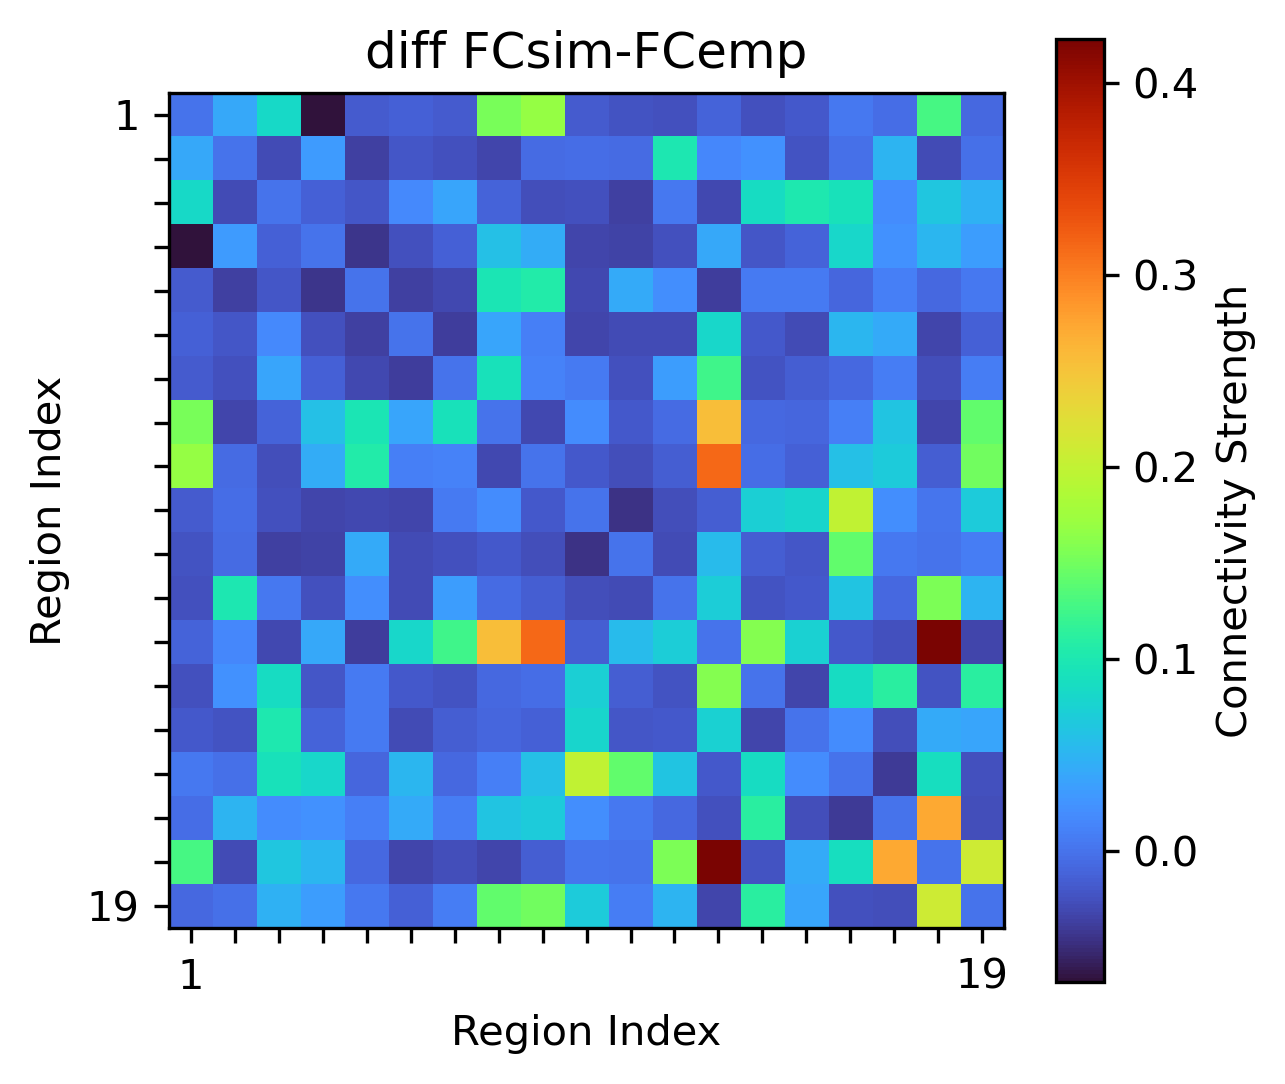 diff FCsim-FCemp
1
19
Region Index
1
19
Region Index
0.4
0.3
0.2
0.1
0.0
Connectivity Strength